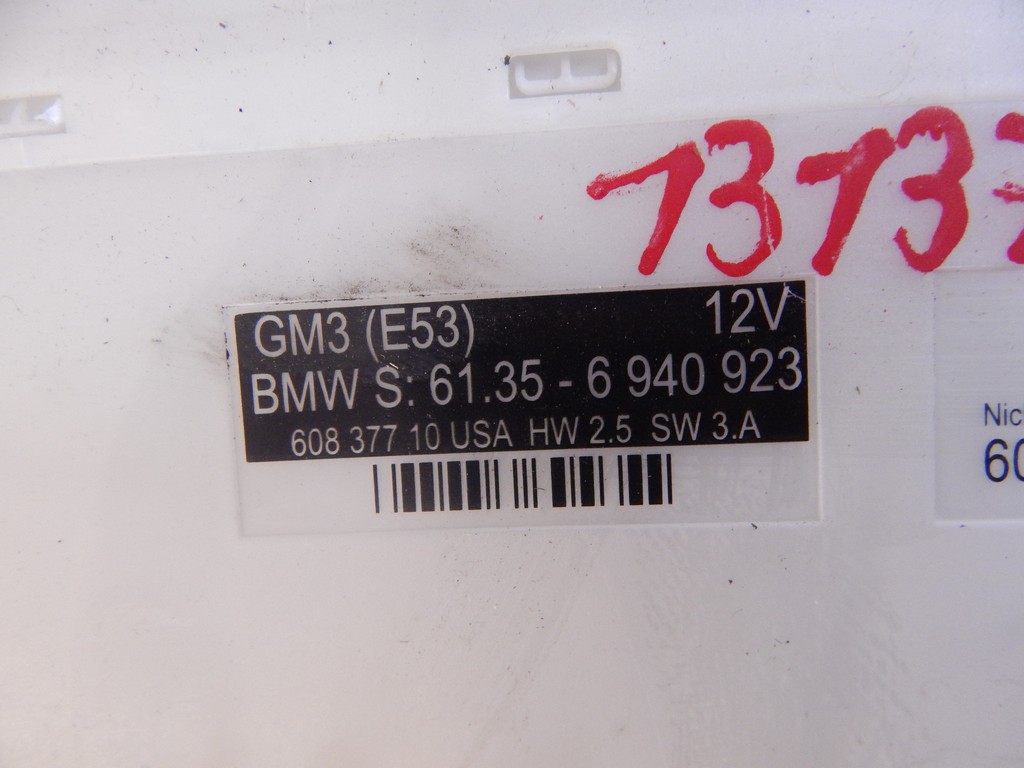 13137
GM3 (E53) 12V
BMW S: 61.35 - 6 940 923
608 377 10 USA HW 2.5 SW 3.A
Nic
60